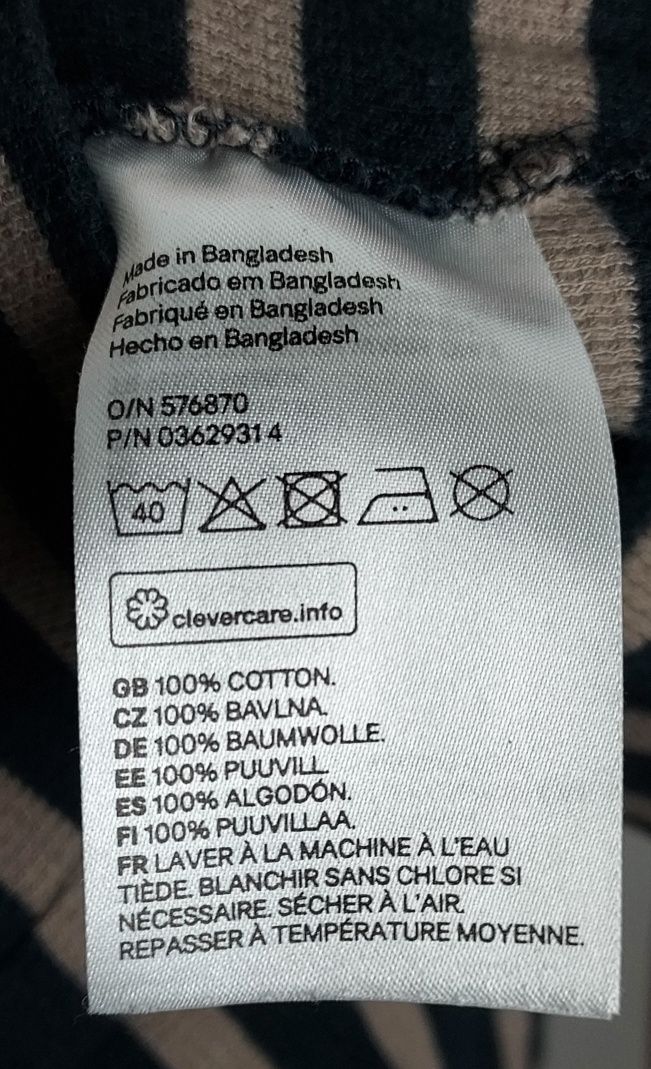 Made in Bangladesh
Fabricado em Bangladesh
Fabriqué en Bangladesh
Hecho en Bangladesh
O/N 576870
P/N 03629314
40
clevercare.info
GB 100% COTTON.
CZ 100% BAVLNA.
DE 100% BAUMWOLLE.
EE 100% PUUVILL
ES 100% ALGODÓN.
FI 100% PUUVILLAA.
FR LAVER À LA MACHINE À L'EAU
TIÈDE. BLANCHIR SANS CHLORE SI
NÉCESSAIRE. SÉCHER À L'AIR.
REPASSER À TEMPÉRATURE MOYENNE.